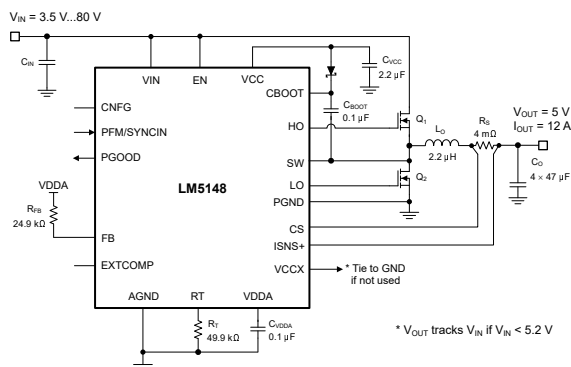 V_IN = 3.5 V...80 V
C_IN
VIN
EN
VCC
C_VCC
2.2 µF
CBOOT
C_BOOT
0.1 µF
CNFG
HO
Q₁
PFM/SYNCIN
L_O
2.2 µH
R_S
4 mΩ
V_OUT = 5 V
I_OUT = 12 A
PGOOD
SW
LM5148
LO
Q₂
C_O
4 × 47 µF
VDDA
R_FB
24.9 kΩ
PGND
CS
FB
ISNS+
EXTCOMP
VCCX
* Tie to GND
if not used
AGND
RT
VDDA
R_T
49.9 kΩ
C_VDDA
0.1 µF
* V_OUT tracks V_IN if V_IN < 5.2 V